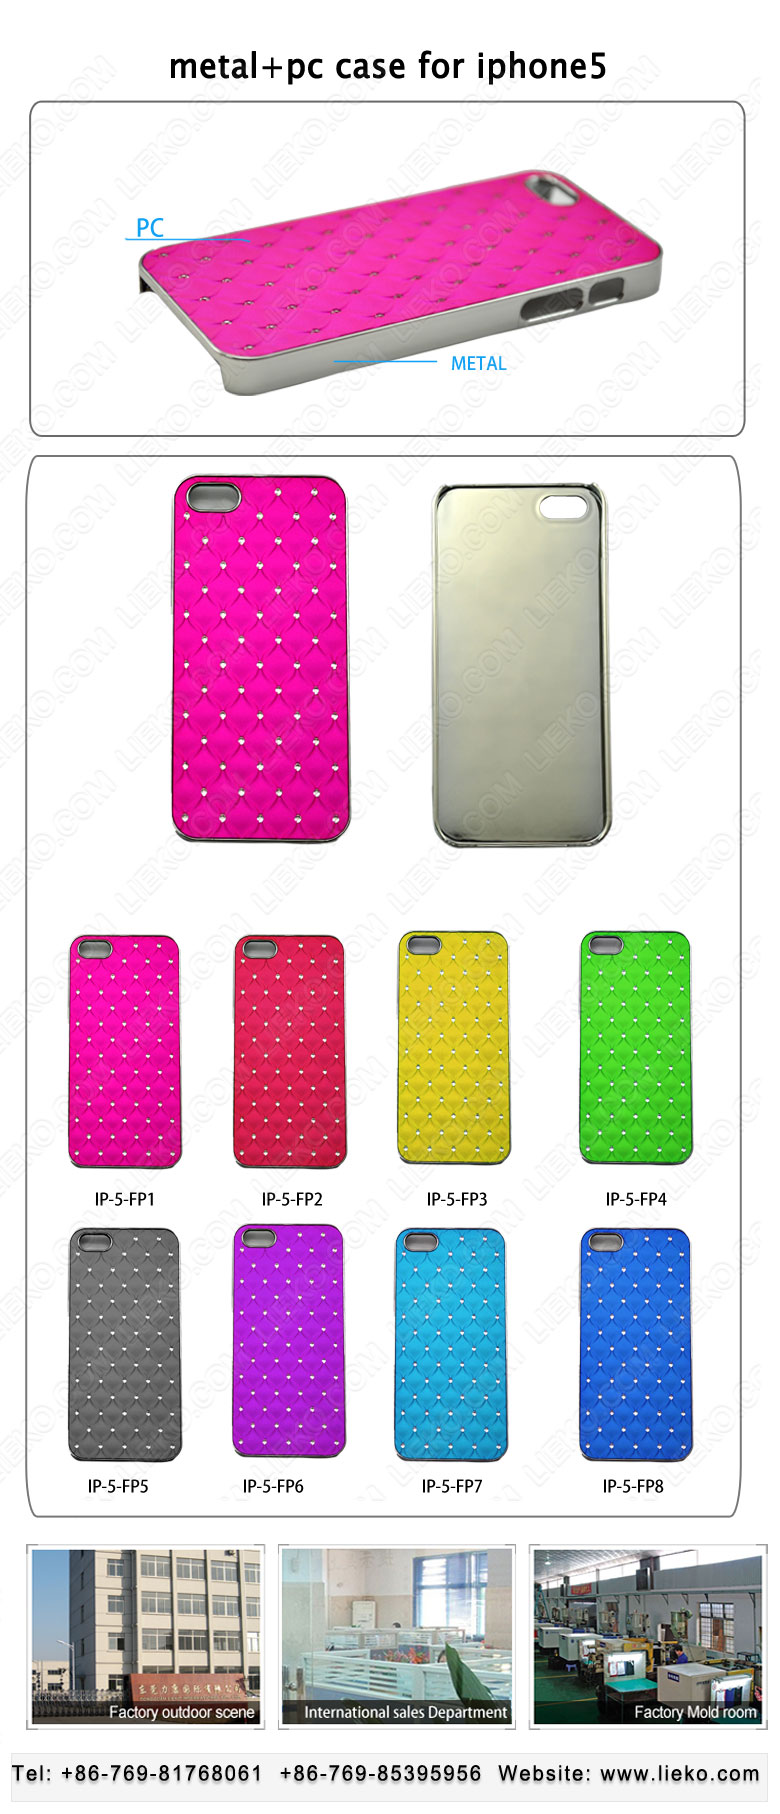 metal+pc case for iphone5
PC
METAL
IP-5-FP1 IP-5-FP2 IP-5-FP3 IP-5-FP4
IP-5-FP5 IP-5-FP6 IP-5-FP7 IP-5-FP8
Factory outdoor scene
International sales Department
Factory Mold room
Tel: +86-769-81768061 +86-769-85395956 Website: www.lieko.com
LIEKO.COM